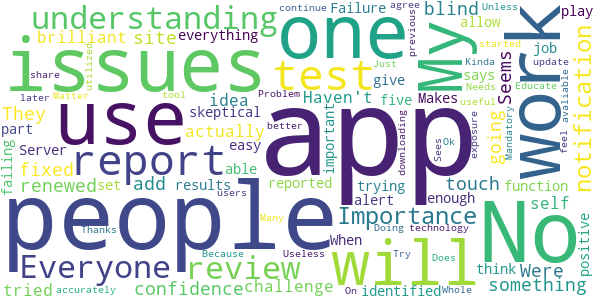 continue Failure agree blind allow play
understanding one My work notification
brilliant site everything previous Just give says job update
issues test Unless started Kinda
share utilized idea skeptical Haven't five Makes Seems Needs useful Educate
They later Matter tool actually important
part Server use report Problem better easy app downloading Sees Ok exposure going Mandatory feel avaliable
failing fixed able trying enough touch function
renewed set add results reported alert Importance No self positive
people users When
Many Were think
Everyone review will Thanks Because Useless Doing technology Try Does something
tried accurately confidence challenge On identified Whole